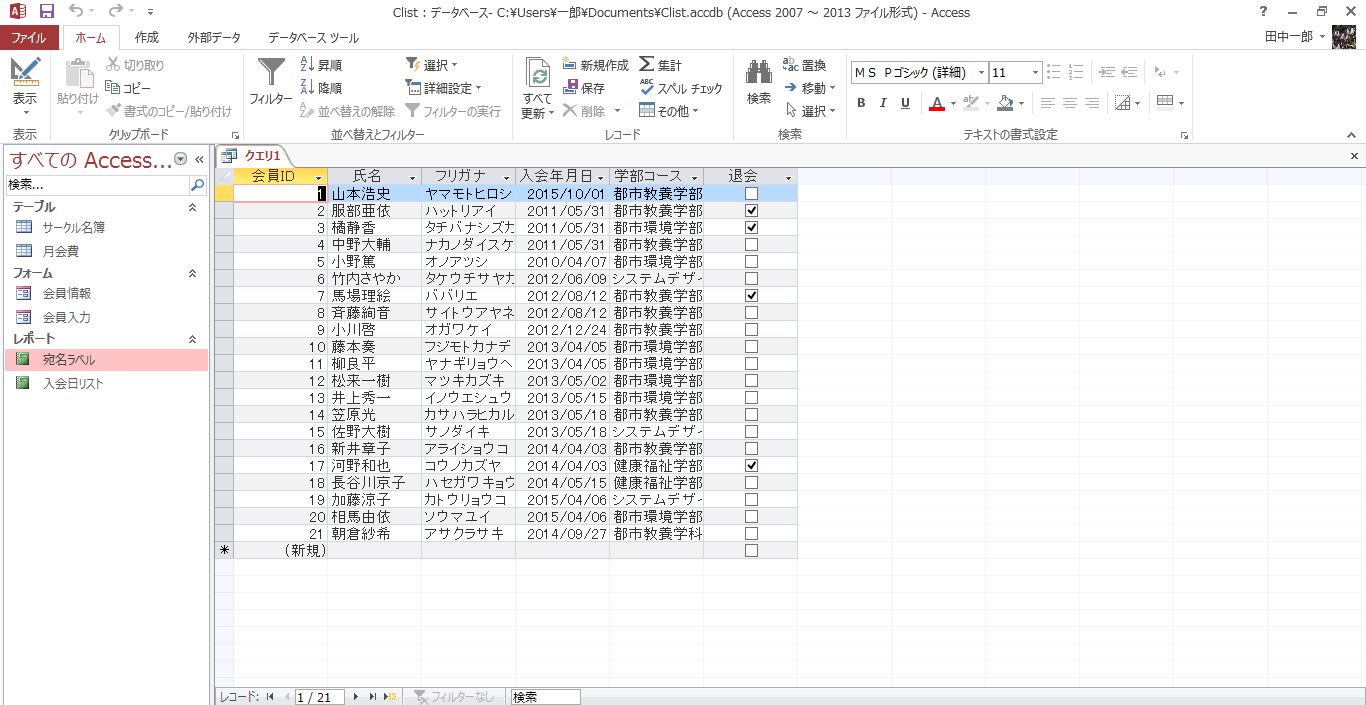 Clist : データベース- C:¥Users¥一郎¥Documents¥Clist.accdb (Access 2007 ～ 2013 ファイル形式) - Access
ファイル ホーム 作成 外部データ データベース ツール 田中一郎
表示 貼り付け 切り取り コピー 書式のコピー/貼り付け
フィルター 昇順 降順 並べ替えの解除 選択 詳細設定 フィルターの実行
すべて更新 新規作成 保存 削除 集計 スペル チェック その他
検索 置換 移動 選択
ＭＳ Ｐゴシック (詳細) 11
B I U A
表示 クリップボード 並べ替えとフィルター レコード 検索 テキストの書式設定
すべての Access... «
検索...
テーブル
サークル名簿
月会費
フォーム
会員情報
会員入力
レポート
宛名ラベル
入会日リスト
クエリ1
会員ID 氏名 フリガナ 入会年月日 学部コース 退会
1 山本浩史 ヤマモトヒロシ 2015/10/01 都市教養学部
2 服部亜依 ハットリアイ 2011/05/31 都市教養学部
3 橘静香 タチバナシズカ 2011/05/31 都市環境学部
4 中野大輔 ナカノダイスケ 2011/05/31 都市教養学部
5 小野篤 オノアツシ 2010/04/07 都市環境学部
6 竹内さやか タケウチサヤカ 2012/06/09 システムデザ
7 馬場理絵 ババリエ 2012/08/12 都市教養学部
8 斉藤絢音 サイトウアヤネ 2012/08/12 都市教養学部
9 小川啓 オガワケイ 2012/12/24 都市教養学部
10 藤本奏 フジモトカナデ 2013/04/05 都市環境学部
11 柳良平 ヤナギリョウヘ 2013/04/05 都市環境学部
12 松来一樹 マツキカズキ 2013/05/02 都市環境学部
13 井上秀一 イノウエシュウ 2013/05/15 都市環境学部
14 笠原光 カサハラヒカル 2013/05/18 都市教養学部
15 佐野大樹 サノダイキ 2013/05/18 システムデザ
16 新井章子 アライショウコ 2014/04/03 都市教養学部
17 河野和也 コウノカズヤ 2014/04/03 健康福祉学部
18 長谷川京子 ハセガワキョウ 2014/05/15 健康福祉学部
19 加藤涼子 カトウリョウコ 2015/04/06 システムデザ
20 相馬由依 ソウマユイ 2015/04/06 都市環境学部
21 朝倉紗希 アサクラサキ 2014/09/27 都市教養学科
* (新規)
レコード: 1 / 21 フィルターなし 検索